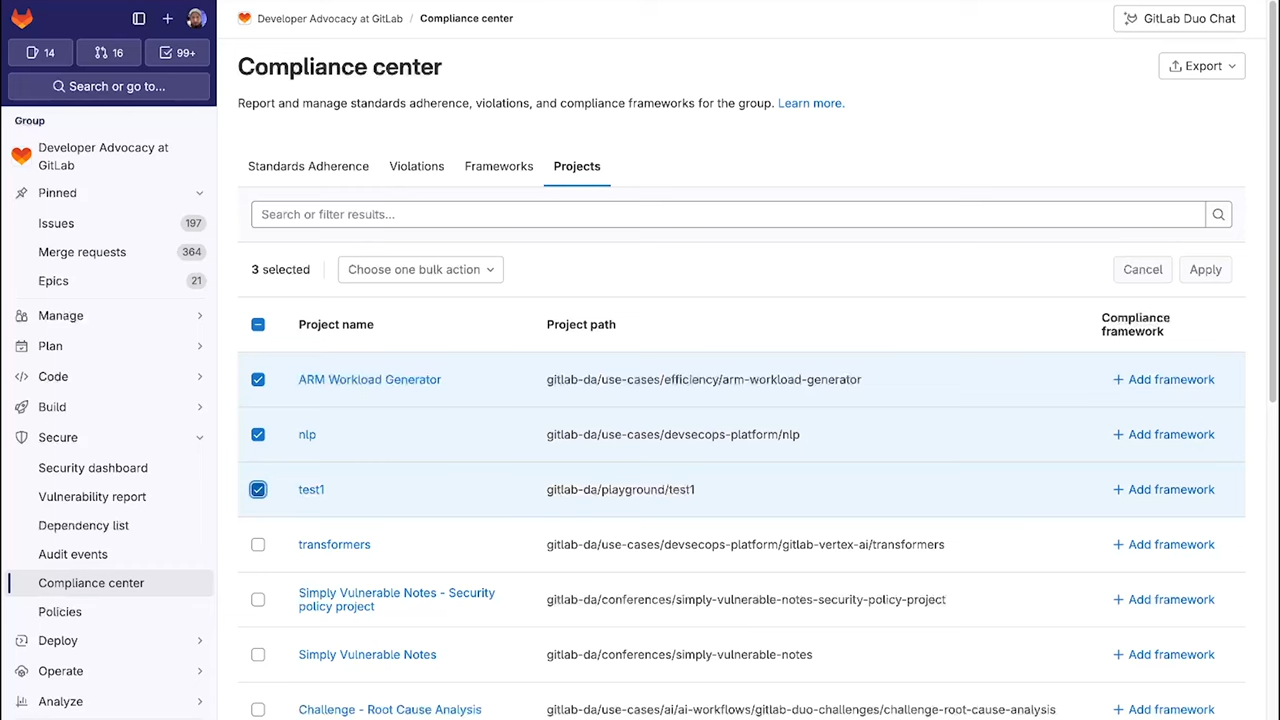 Developer Advocacy at GitLab / Compliance center
GitLab Duo Chat
14
16
99+
Search or go to...
Group
Developer Advocacy at
GitLab
Pinned
Issues 197
Merge requests 364
Epics 21
Manage
Plan
Code
Build
Secure
Security dashboard
Vulnerability report
Dependency list
Audit events
Compliance center
Policies
Deploy
Operate
Analyze
Compliance center
Export
Report and manage standards adherence, violations, and compliance frameworks for the group. Learn more.
Standards Adherence Violations Frameworks Projects
Search or filter results...
3 selected Choose one bulk action Cancel Apply
Project name Project path Compliance
framework
ARM Workload Generator gitlab-da/use-cases/efficiency/arm-workload-generator + Add framework
nlp gitlab-da/use-cases/devsecops-platform/nlp + Add framework
test1 gitlab-da/playground/test1 + Add framework
transformers gitlab-da/use-cases/devsecops-platform/gitlab-vertex-ai/transformers + Add framework
Simply Vulnerable Notes - Security
policy project gitlab-da/conferences/simply-vulnerable-notes-security-policy-project + Add framework
Simply Vulnerable Notes gitlab-da/conferences/simply-vulnerable-notes + Add framework
Challenge - Root Cause Analysis gitlab-da/use-cases/ai/ai-workflows/gitlab-duo-challenges/challenge-root-cause-analysis + Add framework